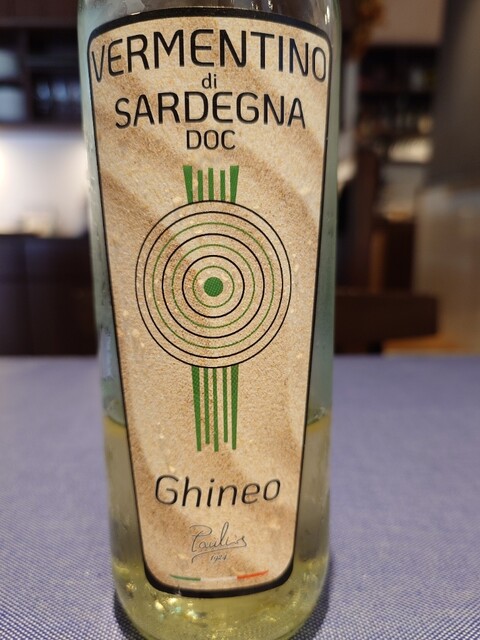 VERMENTINO
di
SARDEGNA
DOC
Ghineo